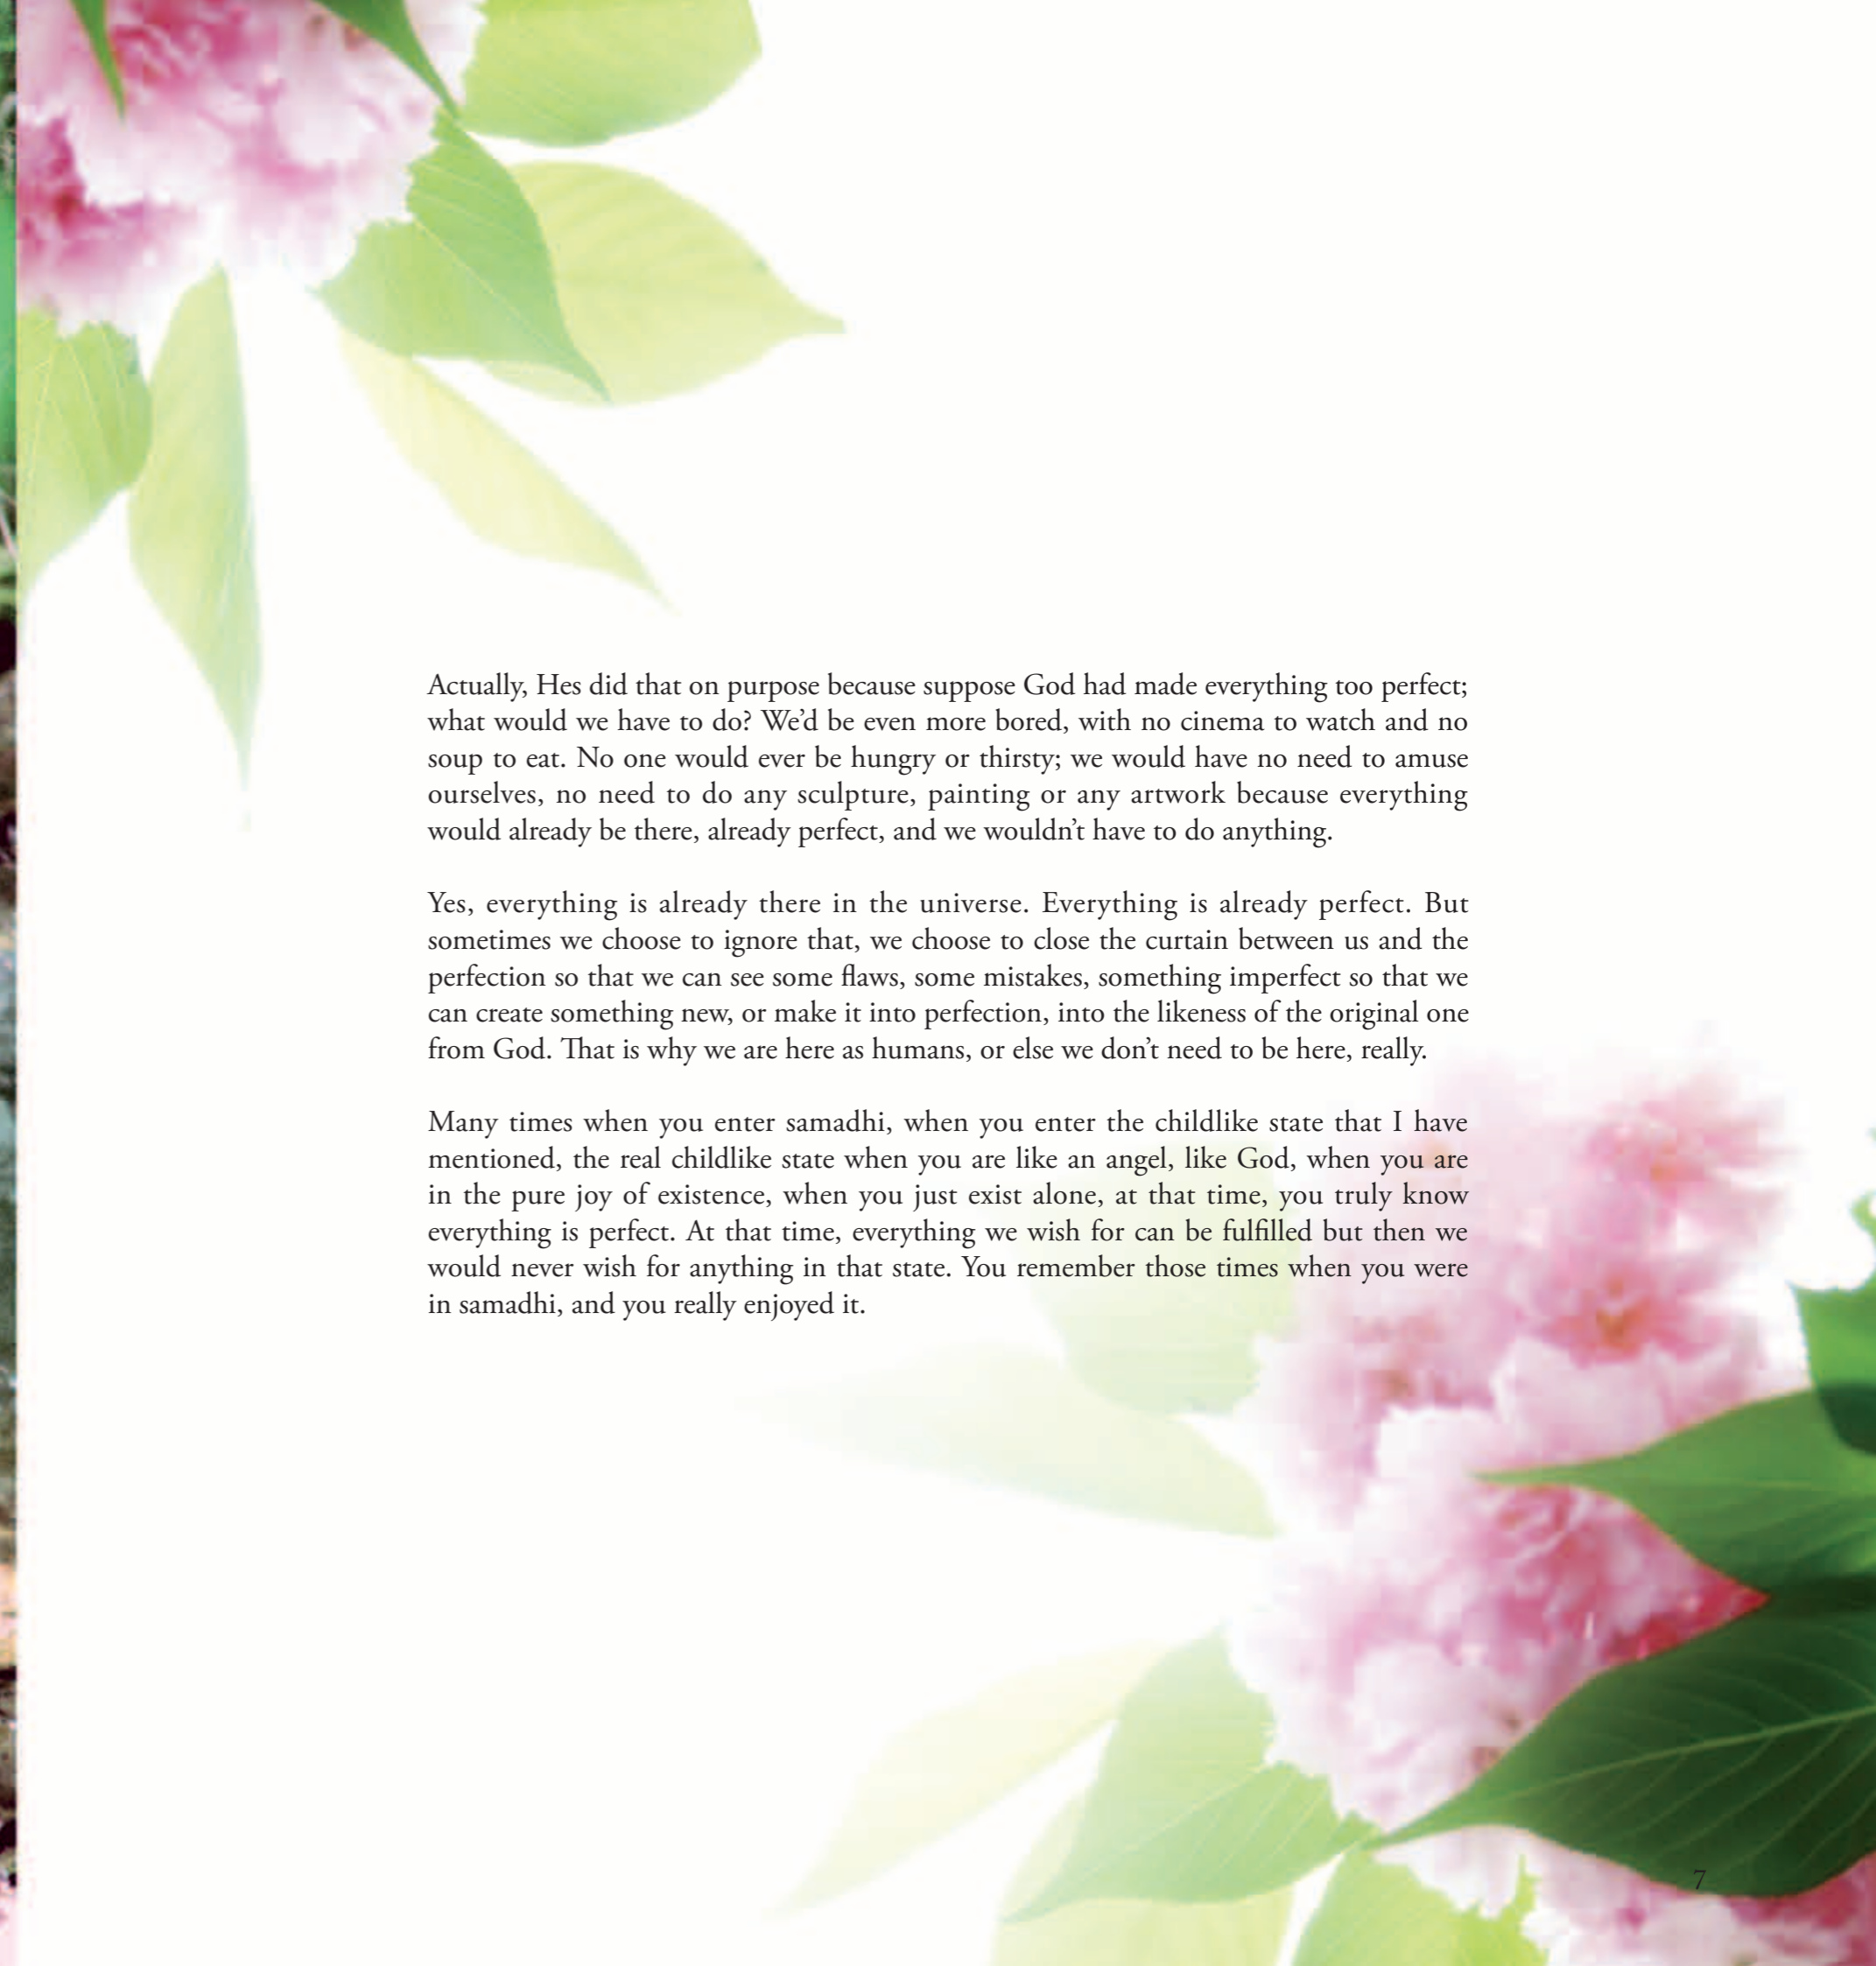 Actually, Hes did that on purpose because suppose God had made everything too perfect;
what would we have to do? We’d be even more bored, with no cinema to watch and no
soup to eat. No one would ever be hungry or thirsty; we would have no need to amuse
ourselves, no need to do any sculpture, painting or any artwork because everything
would already be there, already perfect, and we wouldn’t have to do anything.
Yes, everything is already there in the universe. Everything is already perfect. But
sometimes we choose to ignore that, we choose to close the curtain between us and the
perfection so that we can see some flaws, some mistakes, something imperfect so that we
can create something new, or make it into perfection, into the likeness of the original one
from God. That is why we are here as humans, or else we don’t need to be here, really.
Many times when you enter samadhi, when you enter the childlike state that I have
mentioned, the real childlike state when you are like an angel, like God, when you are
in the pure joy of existence, when you just exist alone, at that time, you truly know
everything is perfect. At that time, everything we wish for can be fulfilled but then we
would never wish for anything in that state. You remember those times when you were
in samadhi, and you really enjoyed it.
7